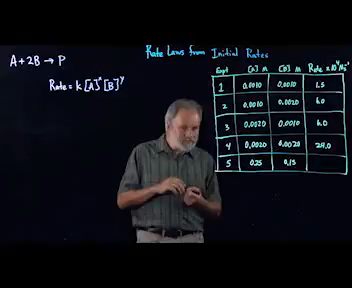 Rate Laws from Initial Rates
A + 2B → P
Rate = k [A]^x [B]^y
Expt [A] M [B] M Rate x 10⁴ Ms⁻¹
1 0.0010 0.0010 1.5
2 0.0010 0.0020 6.0
3 0.0020 0.0010 6.0
4 0.0020 0.0020 24.0
5 0.25 0.15